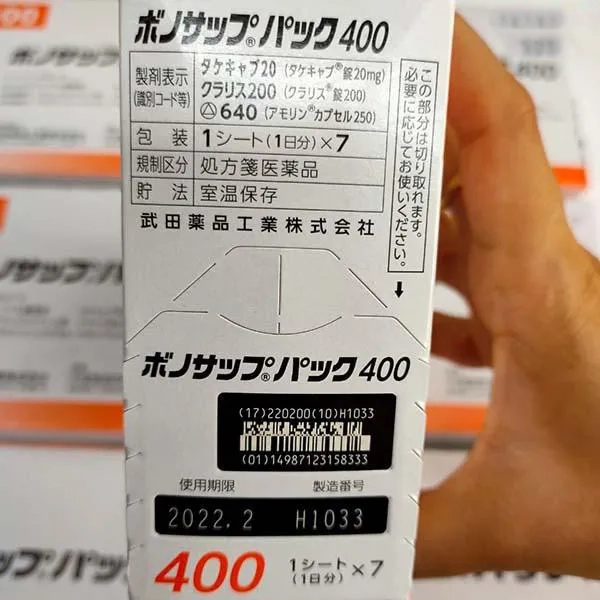 ボノサップ®パック400
製剤表示
(識別コード等)
タケキャブ20 (タケキャブ®錠20mg)
クラリス200 (クラリス®錠200)
640 (アモリン®カプセル250)
包装 1シート(1日分)×7
規制区分 処方箋医薬品
貯法 室温保存
武田薬品工業株式会社
この部分は切り取れます。
必要に応じてお使いください。
ボノサップ®パック400
(17)220200(10)H1033
(01)14987123158333
使用期限 製造番号
2022.2 H1033
400 1シート(1日分)×7